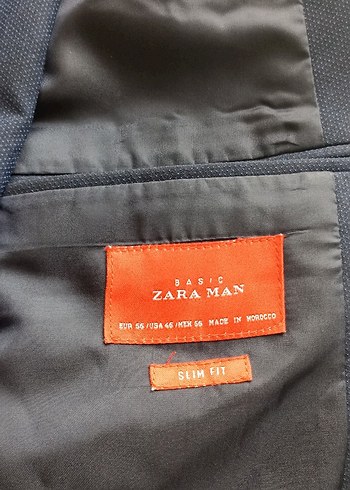 BASIC
ZARA MAN
EUR 56/USA 46/MEX 56 MADE IN MOROCCO
SLIM FIT